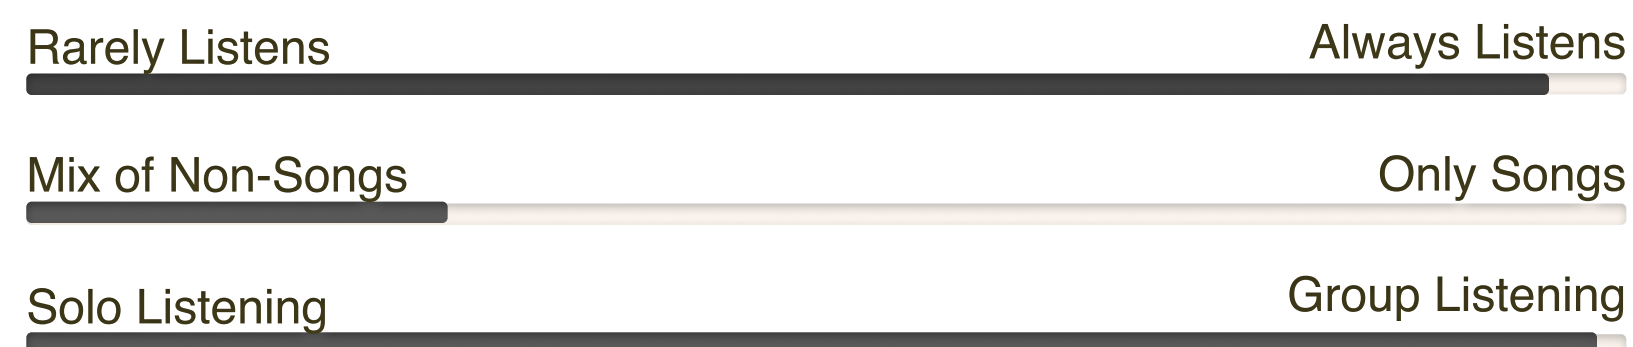 Rarely Listens Always Listens
Mix of Non-Songs Only Songs
Solo Listening Group Listening